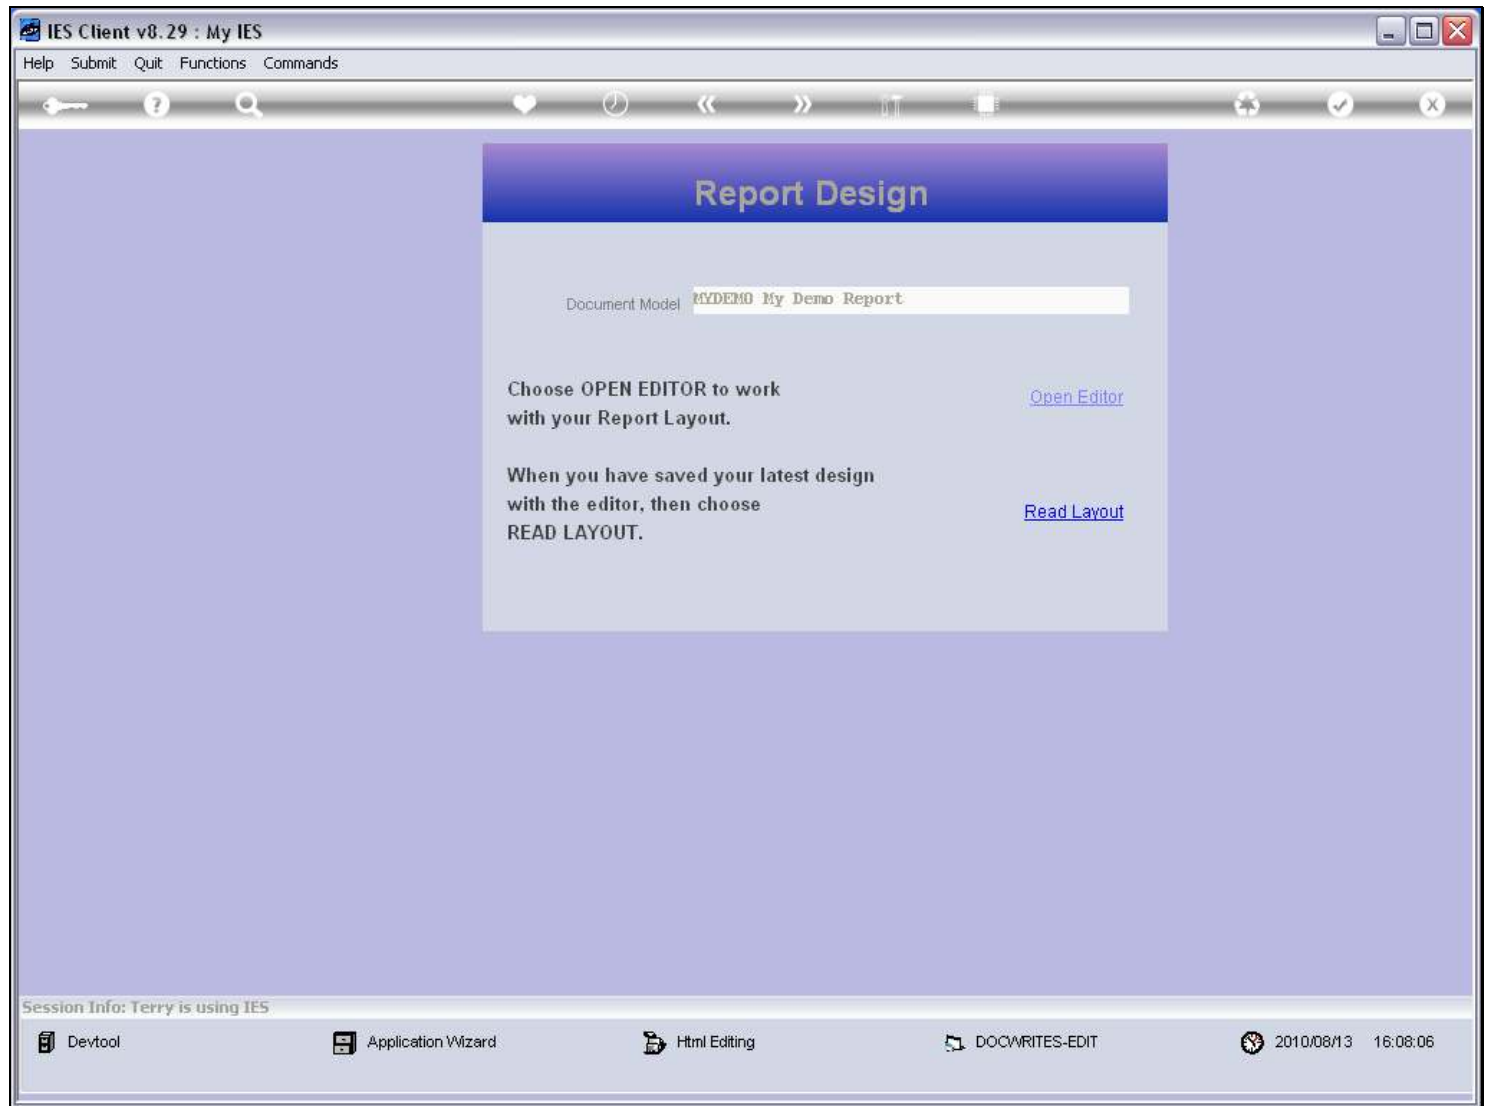 IES Client v8.29 : My IES
Help Submit Quit Functions Commands
Report Design
Document Model MYDEMO My Demo Report
Choose OPEN EDITOR to work
with your Report Layout.
Open Editor
When you have saved your latest design
with the editor, then choose
READ LAYOUT.
Read Layout
Session Info: Terry is using IES
Devtool Application Wizard Html Editing DOCWRITES-EDIT 2010/08/13 16:08:06